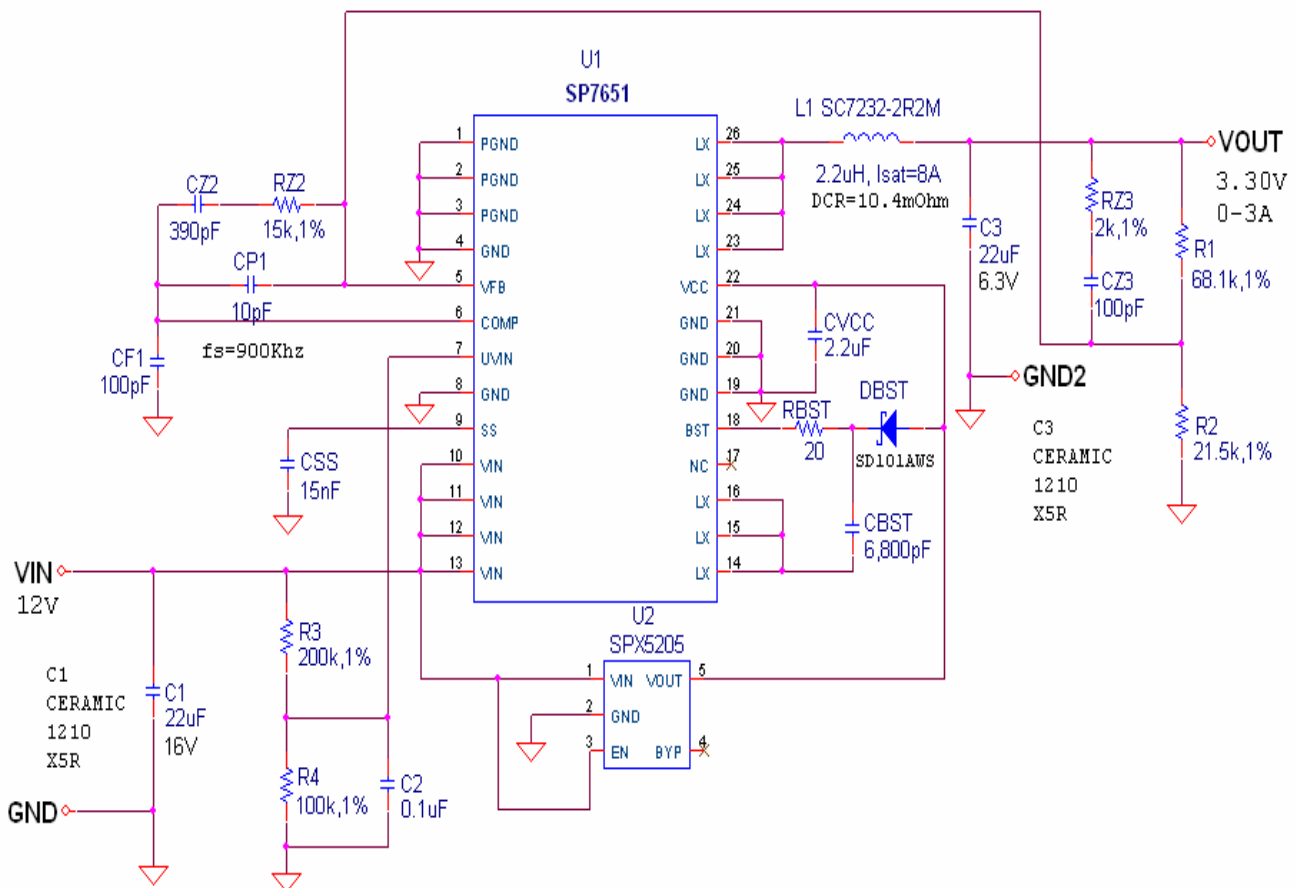 U1
SP7651
1 PGND
2 PGND
3 PGND
4 GND
5 VFB
6 COMP
7 UVIN
8 GND
9 SS
10 VIN
11 VIN
12 VIN
13 VIN
LX 26
LX 25
LX 24
LX 23
VCC 22
GND 21
GND 20
GND 19
BST 18
NC 17
LX 16
LX 15
LX 14
CZ2
390pF
RZ2
15k,1%
CP1
10pF
fs=900Khz
CF1
100pF
CSS
15nF
VIN
12V
C1
CERAMIC
1210
X5R
C1
22uF
16V
GND
R3
200k,1%
R4
100k,1%
C2
0.1uF
L1 SC7232-2R2M
2.2uH, Isat=8A
DCR=10.4mOhm
C3
22uF
6.3V
RZ3
2k,1%
CZ3
100pF
R1
68.1k,1%
VOUT
3.30V
0-3A
CVCC
2.2uF
GND2
RBST
20
DBST
SD101AWS
CBST
6,800pF
C3
CERAMIC
1210
X5R
R2
21.5k,1%
U2
SPX5205
1 VIN VOUT 5
2 GND
3 EN BYP 4